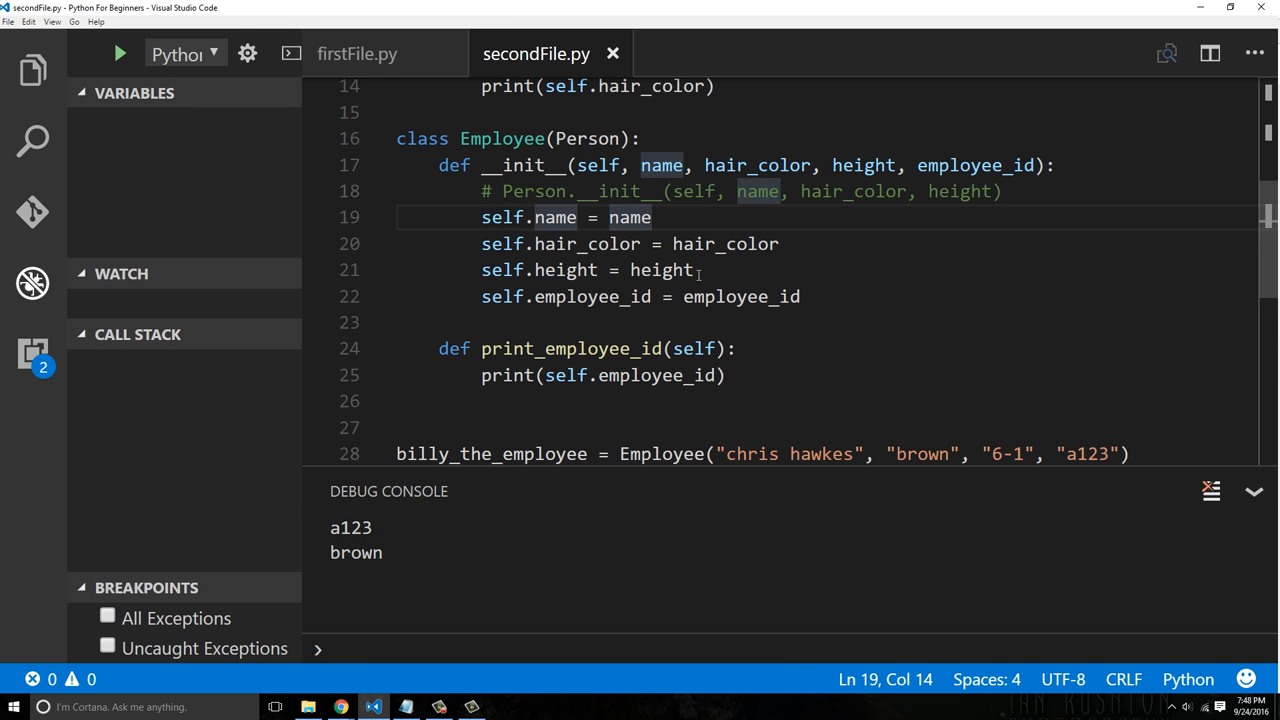 secondFile.py - Python For Beginners - Visual Studio Code
File Edit View Go Help
Pythor
firstFile.py
secondFile.py
VARIABLES
WATCH
CALL STACK
2
BREAKPOINTS
All Exceptions
Uncaught Exceptions
14 print(self.hair_color)
15
16 class Employee(Person):
17 def __init__(self, name, hair_color, height, employee_id):
18 # Person.__init__(self, name, hair_color, height)
19 self.name = name
20 self.hair_color = hair_color
21 self.height = height
22 self.employee_id = employee_id
23
24 def print_employee_id(self):
25 print(self.employee_id)
26
27
28 billy_the_employee = Employee("chris hawkes", "brown", "6-1", "a123")
DEBUG CONSOLE
a123
brown
0 0
Ln 19, Col 14 Spaces: 4 UTF-8 CRLF Python
I'm Cortana. Ask me anything.
7:48 PM
9/24/2016